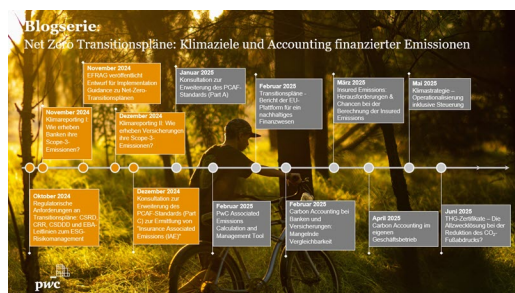 Blogserie
Net Zero Transitionspläne: Klimaziele und Accounting finanzierter Emissionen
November 2024
EFRAG veröffentlicht
Entwurf für Implementation
Guidance zu Net-Zero-
Transitionsplänen
Januar 2025
Konsultation zur
Erweiterung des PCAF-
Standards (Part A)
Februar 2025
Transitionspläne -
Bericht der EU-
Plattform für ein
nachhaltiges
Finanzwesen
März 2025
Insured Emissions:
Herausforderungen &
Chancen bei der
Berechnung der Insured
Emissions
Mai 2025
Klimastrategie –
Operationalisierung
inklusive Steuerung
November 2024
Klimareporting I:
Wie erheben
Banken ihre
Scope-3-
Emissionen?
Dezember 2024
Klimareporting II: Wie
erheben Versicherungen
ihre Scope-3-
Emissionen?
Oktober 2024
Regulatorische
Anforderungen an
Transitionspläne: CSRD,
CRR, CSDDD und EBA-
Leitlinien zum ESG-
Risikomanagement
Dezember 2024
Konsultation zur
Erweiterung des
PCAF-Standards (Part
C) zur Ermittlung von
"Insurance Associated
Emissions (IAE)"
Februar 2025
PwC Associated
Emissions
Calculation and
Management Tool
Februar 2025
Carbon Accounting bei
Banken und
Versicherungen:
Mangelnde
Vergleichbarkeit
April 2025
Carbon Accounting im
eigenen
Geschäftsbetrieb
Juni 2025
THG-Zertifikate – Die
Allzwecklösung bei der
Reduktion des CO₂-
Fußabdrucks?
pwc